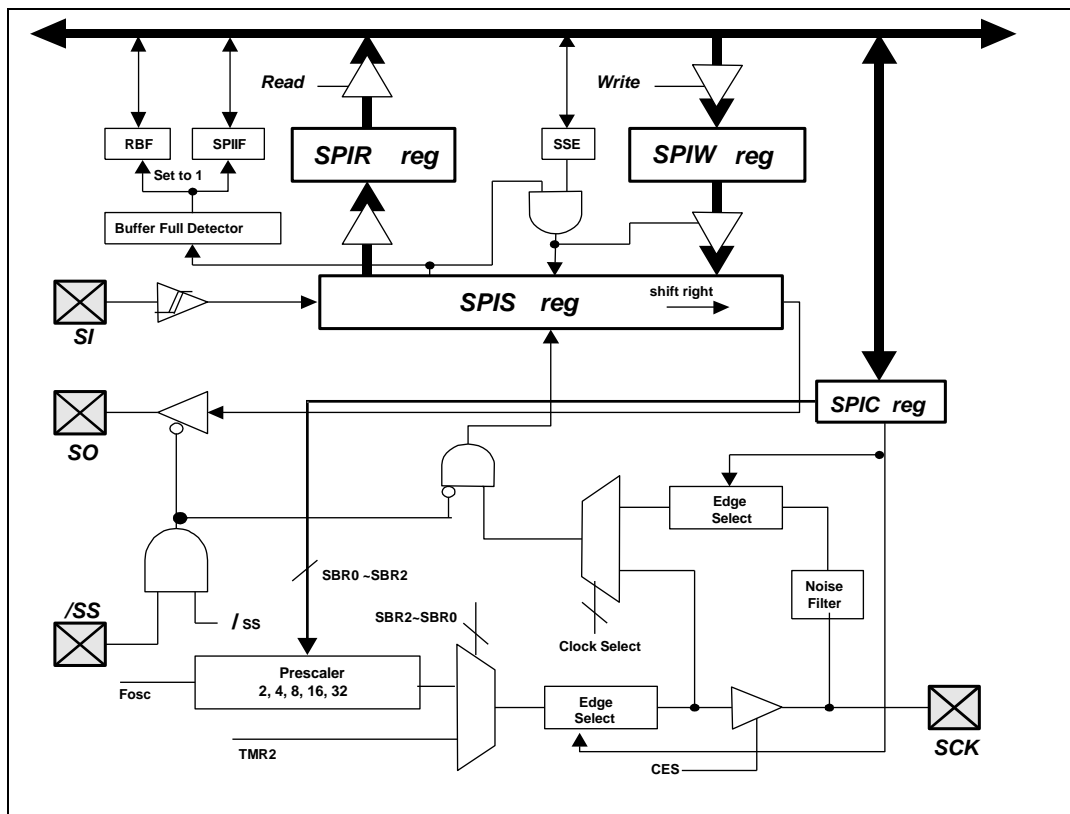 Read
Write
RBF
SPIIF
SPIR reg
SSE
SPIW reg
Set to 1
Buffer Full Detector
SPIS reg
shift right
SI
SPIC reg
SO
Edge
Select
SBR0 ~SBR2
Noise
Filter
/SS
/ SS
SBR2~SBR0
Clock Select
Prescaler
2, 4, 8, 16, 32
Fosc
Edge
Select
TMR2
SCK
CES